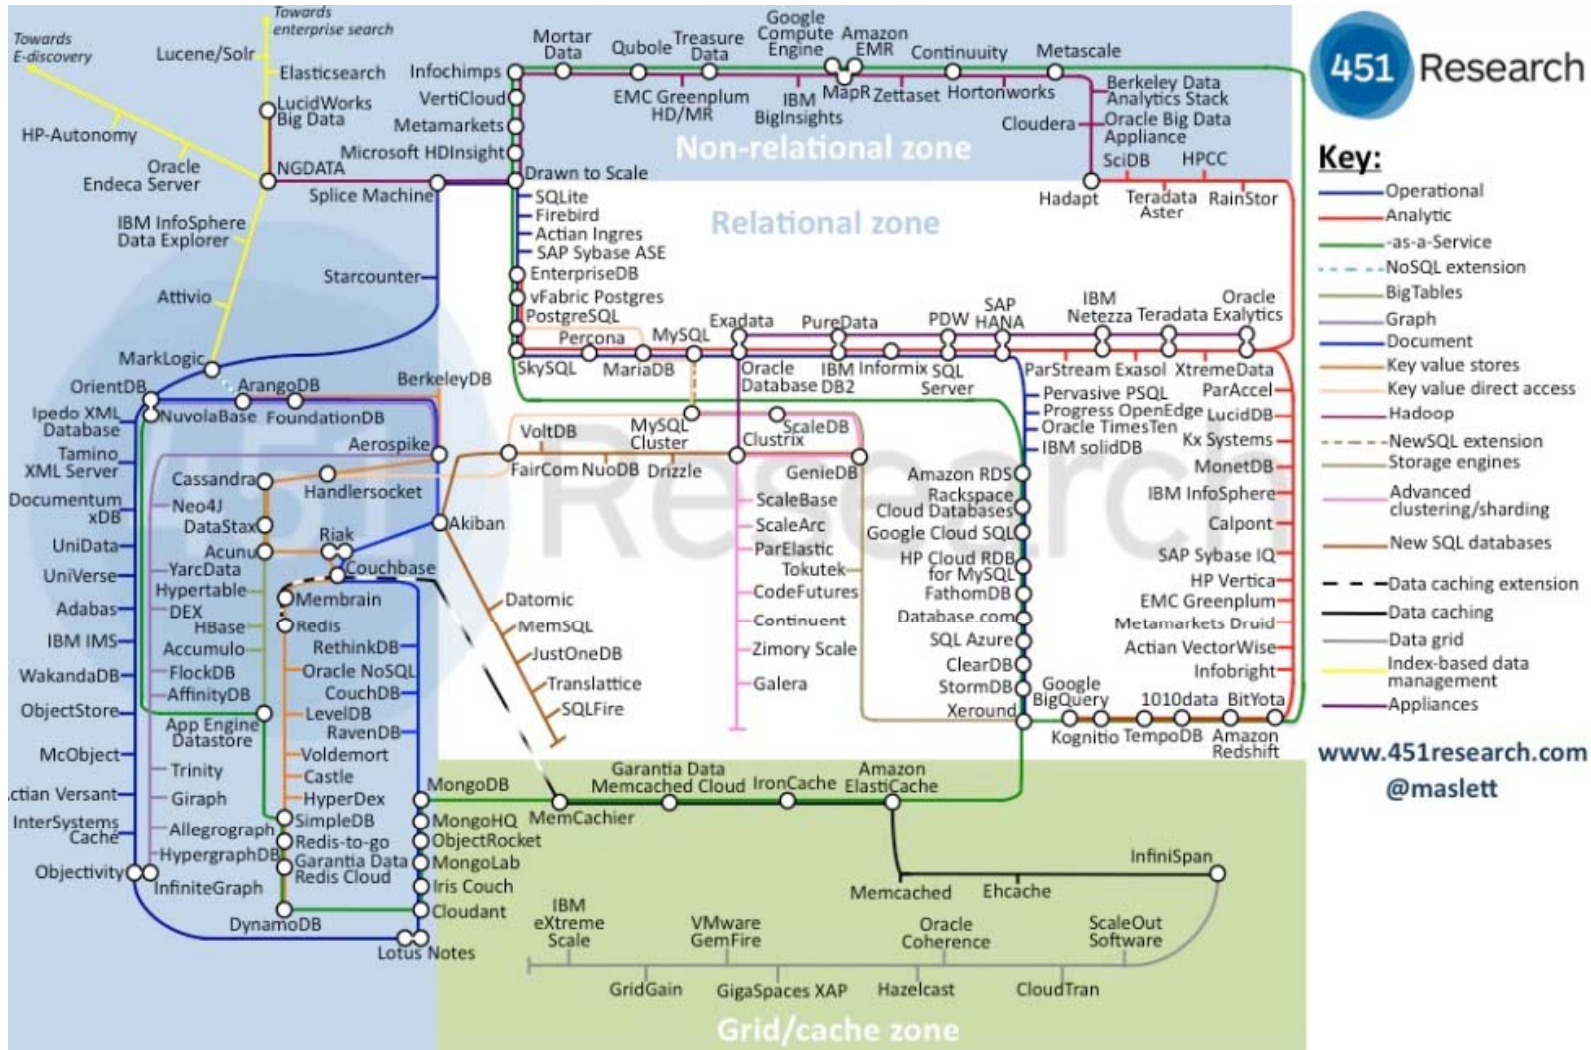 Towards
E-discovery
Towards
enterprise search
Lucene/Solr
Elasticsearch
LucidWorks
Big Data
HP-Autonomy
Oracle
Endeca Server
NGDATA
IBM InfoSphere
Data Explorer
Attivio
MarkLogic
Splice Machine
Starcounter
Infochimps
VertiCloud
Metamarkets
Microsoft HDInsight
Drawn to Scale
Mortar
Data
Qubole
Treasure
Data
Google
Compute
Engine
Amazon
EMR
Continuuity
Metascale
EMC Greenplum
HD/MR
IBM
BigInsights
MapR
Zettaset
Hortonworks
Cloudera
Berkeley Data
Analytics Stack
Oracle Big Data
Appliance
Non-relational zone
SciDB
HPCC
Hadapt
Teradata
Aster
RainStor
Relational zone
SQLite
Firebird
Actian Ingres
SAP Sybase ASE
EnterpriseDB
vFabric Postgres
PostgreSQL
Percona
MySQL
SkySQL
MariaDB
Exadata
PureData
PDW
SAP
HANA
IBM
Netezza
Teradata
Oracle
Exalytics
Oracle
Database
IBM
DB2
Informix
SQL
Server
ParStream
Exasol
XtremeData
ParAccel
LucidDB
Kx Systems
MonetDB
IBM InfoSphere
Calpont
SAP Sybase IQ
HP Vertica
EMC Greenplum
Metamarkets Druid
Actian VectorWise
Infobright
Pervasive PSQL
Progress OpenEdge
Oracle TimesTen
IBM solidDB
Amazon RDS
Rackspace
Cloud Databases
Google Cloud SQL
HP Cloud RDB
for MySQL
FathomDB
Database.com
SQL Azure
ClearDB
StormDB
Xeround
Google
BigQuery
Kognitio
TempoDB
1010data
BitYota
Amazon
Redshift
OrientDB
NuvolaBase
ArangoDB
FoundationDB
BerkeleyDB
Aerospike
Ipedo XML
Database
Tamino
XML Server
Documentum
xDB
UniData
UniVerse
Adabas
IBM IMS
WakandaDB
ObjectStore
McObject
ctian Versant
InterSystems
Caché
Objectivity
Cassandra
Handlersocket
Neo4J
DataStax
Acunu
Riak
Couchbase
YarcData
Hypertable
DEX
HBase
Accumulo
FlockDB
AffinityDB
App Engine
Datastore
Trinity
Giraph
Allegrograph
HypergraphDB
InfiniteGraph
Membrain
Redis
RethinkDB
Oracle NoSQL
CouchDB
LevelDB
RavenDB
Voldemort
Castle
HyperDex
SimpleDB
Redis-to-go
Garantia Data
Redis Cloud
DynamoDB
MongoDB
MongoHQ
ObjectRocket
MongoLab
Iris Couch
Cloudant
Lotus Notes
Akiban
VoltDB
FairCom
NuoDB
Drizzle
MySQL
Cluster
ScaleDB
Clustrix
GenieDB
ScaleBase
ScaleArc
ParElastic
Tokutek
CodeFutures
Continuent
Zimory Scale
Galera
Datomic
MemSQL
JustOneDB
Translattice
SQLFire
MemCachier
Garantia Data
Memcached Cloud
IronCache
Amazon
ElastiCache
Memcached
Ehcache
InfiniSpan
IBM
eXtreme
Scale
VMware
GemFire
Oracle
Coherence
ScaleOut
Software
GridGain
GigaSpaces XAP
Hazelcast
CloudTran
Grid/cache zone
451 Research
451 Research
Key:
Operational
Analytic
-as-a-Service
NoSQL extension
BigTables
Graph
Document
Key value stores
Key value direct access
Hadoop
NewSQL extension
Storage engines
Advanced
clustering/sharding
New SQL databases
Data caching extension
Data caching
Data grid
Index-based data
management
Appliances
www.451research.com
@maslett